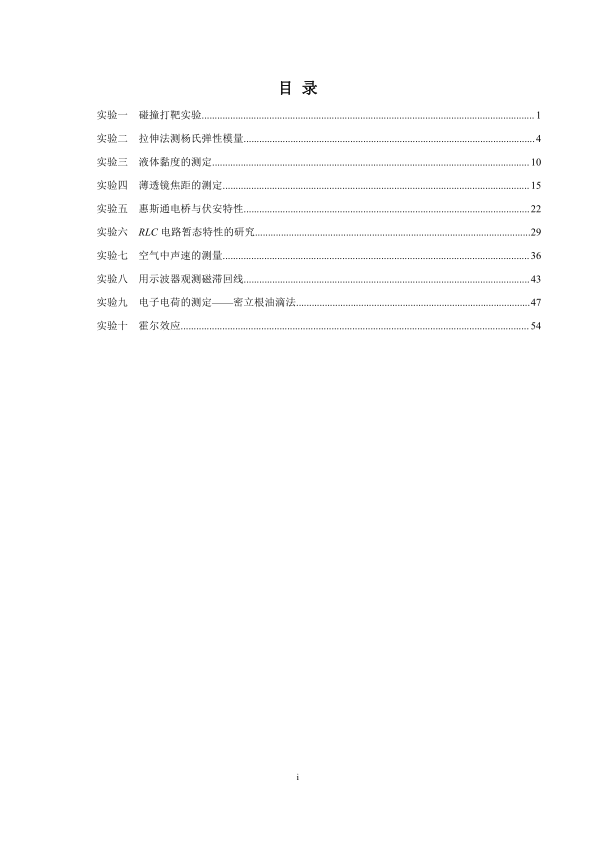 目 录
实验一 碰撞打靶实验................................................................................................................................1
实验二 拉伸法测杨氏弹性模量................................................................................................................4
实验三 液体黏度的测定..........................................................................................................................10
实验四 薄透镜焦距的测定......................................................................................................................15
实验五 惠斯通电桥与伏安特性..............................................................................................................22
实验六 RLC 电路暂态特性的研究..........................................................................................................29
实验七 空气中声速的测量......................................................................................................................36
实验八 用示波器观测磁滞回线..............................................................................................................43
实验九 电子电荷的测定——密立根油滴法..........................................................................................47
实验十 霍尔效应......................................................................................................................................54
i